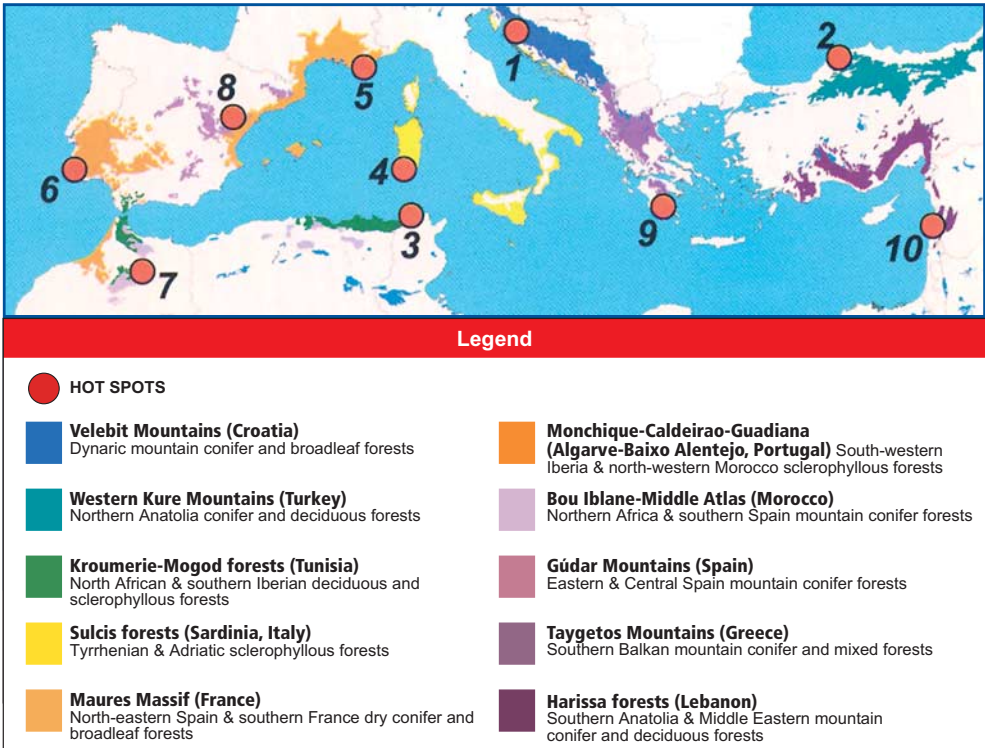 1
2
8
5
6
4
3
9
10
7
Legend
HOT SPOTS
Velebit Mountains (Croatia)
Dynaric mountain conifer and broadleaf forests
Western Kure Mountains (Turkey)
Northern Anatolia conifer and deciduous forests
Kroumerie-Mogod forests (Tunisia)
North African & southern Iberian deciduous and
sclerophyllous forests
Sulcis forests (Sardinia, Italy)
Tyrrhenian & Adriatic sclerophyllous forests
Maures Massif (France)
North-eastern Spain & southern France dry conifer and
broadleaf forests
Monchique-Caldeirao-Guadiana
(Algarve-Baixo Alentejo, Portugal) South-western
Iberia & north-western Morocco sclerophyllous forests
Bou Iblane-Middle Atlas (Morocco)
Northern Africa & southern Spain mountain conifer forests
Gúdar Mountains (Spain)
Eastern & Central Spain mountain conifer forests
Taygetos Mountains (Greece)
Southern Balkan mountain conifer and mixed forests
Harissa forests (Lebanon)
Southern Anatolia & Middle Eastern mountain
conifer and deciduous forests